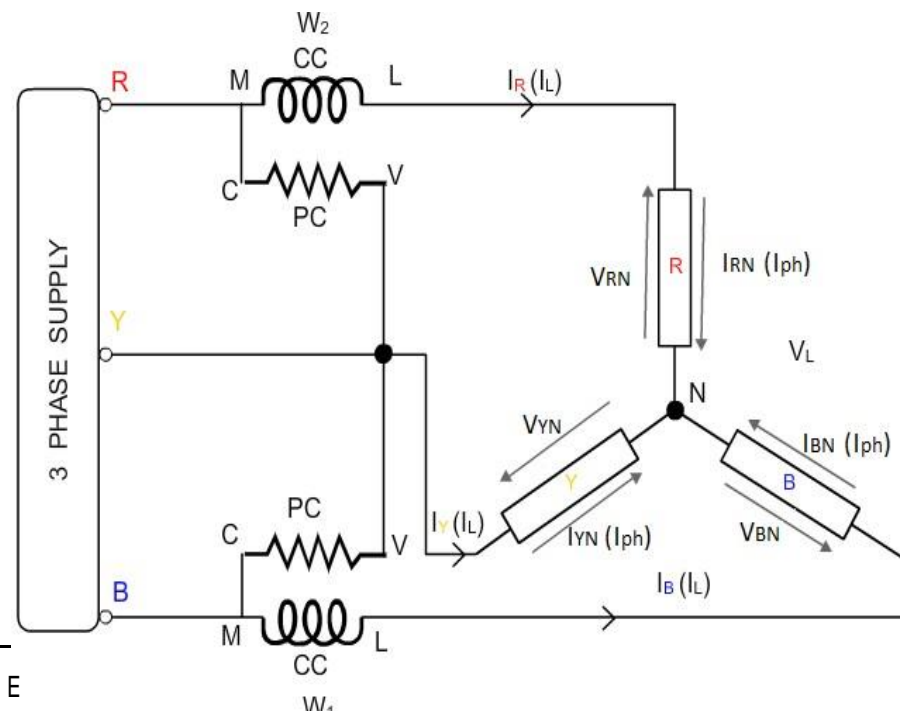 W2
CC
R
M
L
IR (IL)
C
V
PC
3 PHASE SUPPLY
VRN
R
IRN (Iph)
Y
VL
N
VYN
IBN (Iph)
Y
B
PC
C
V
IY (IL)
IYN (Iph)
VBN
B
IB (IL)
M
L
CC
E
W1